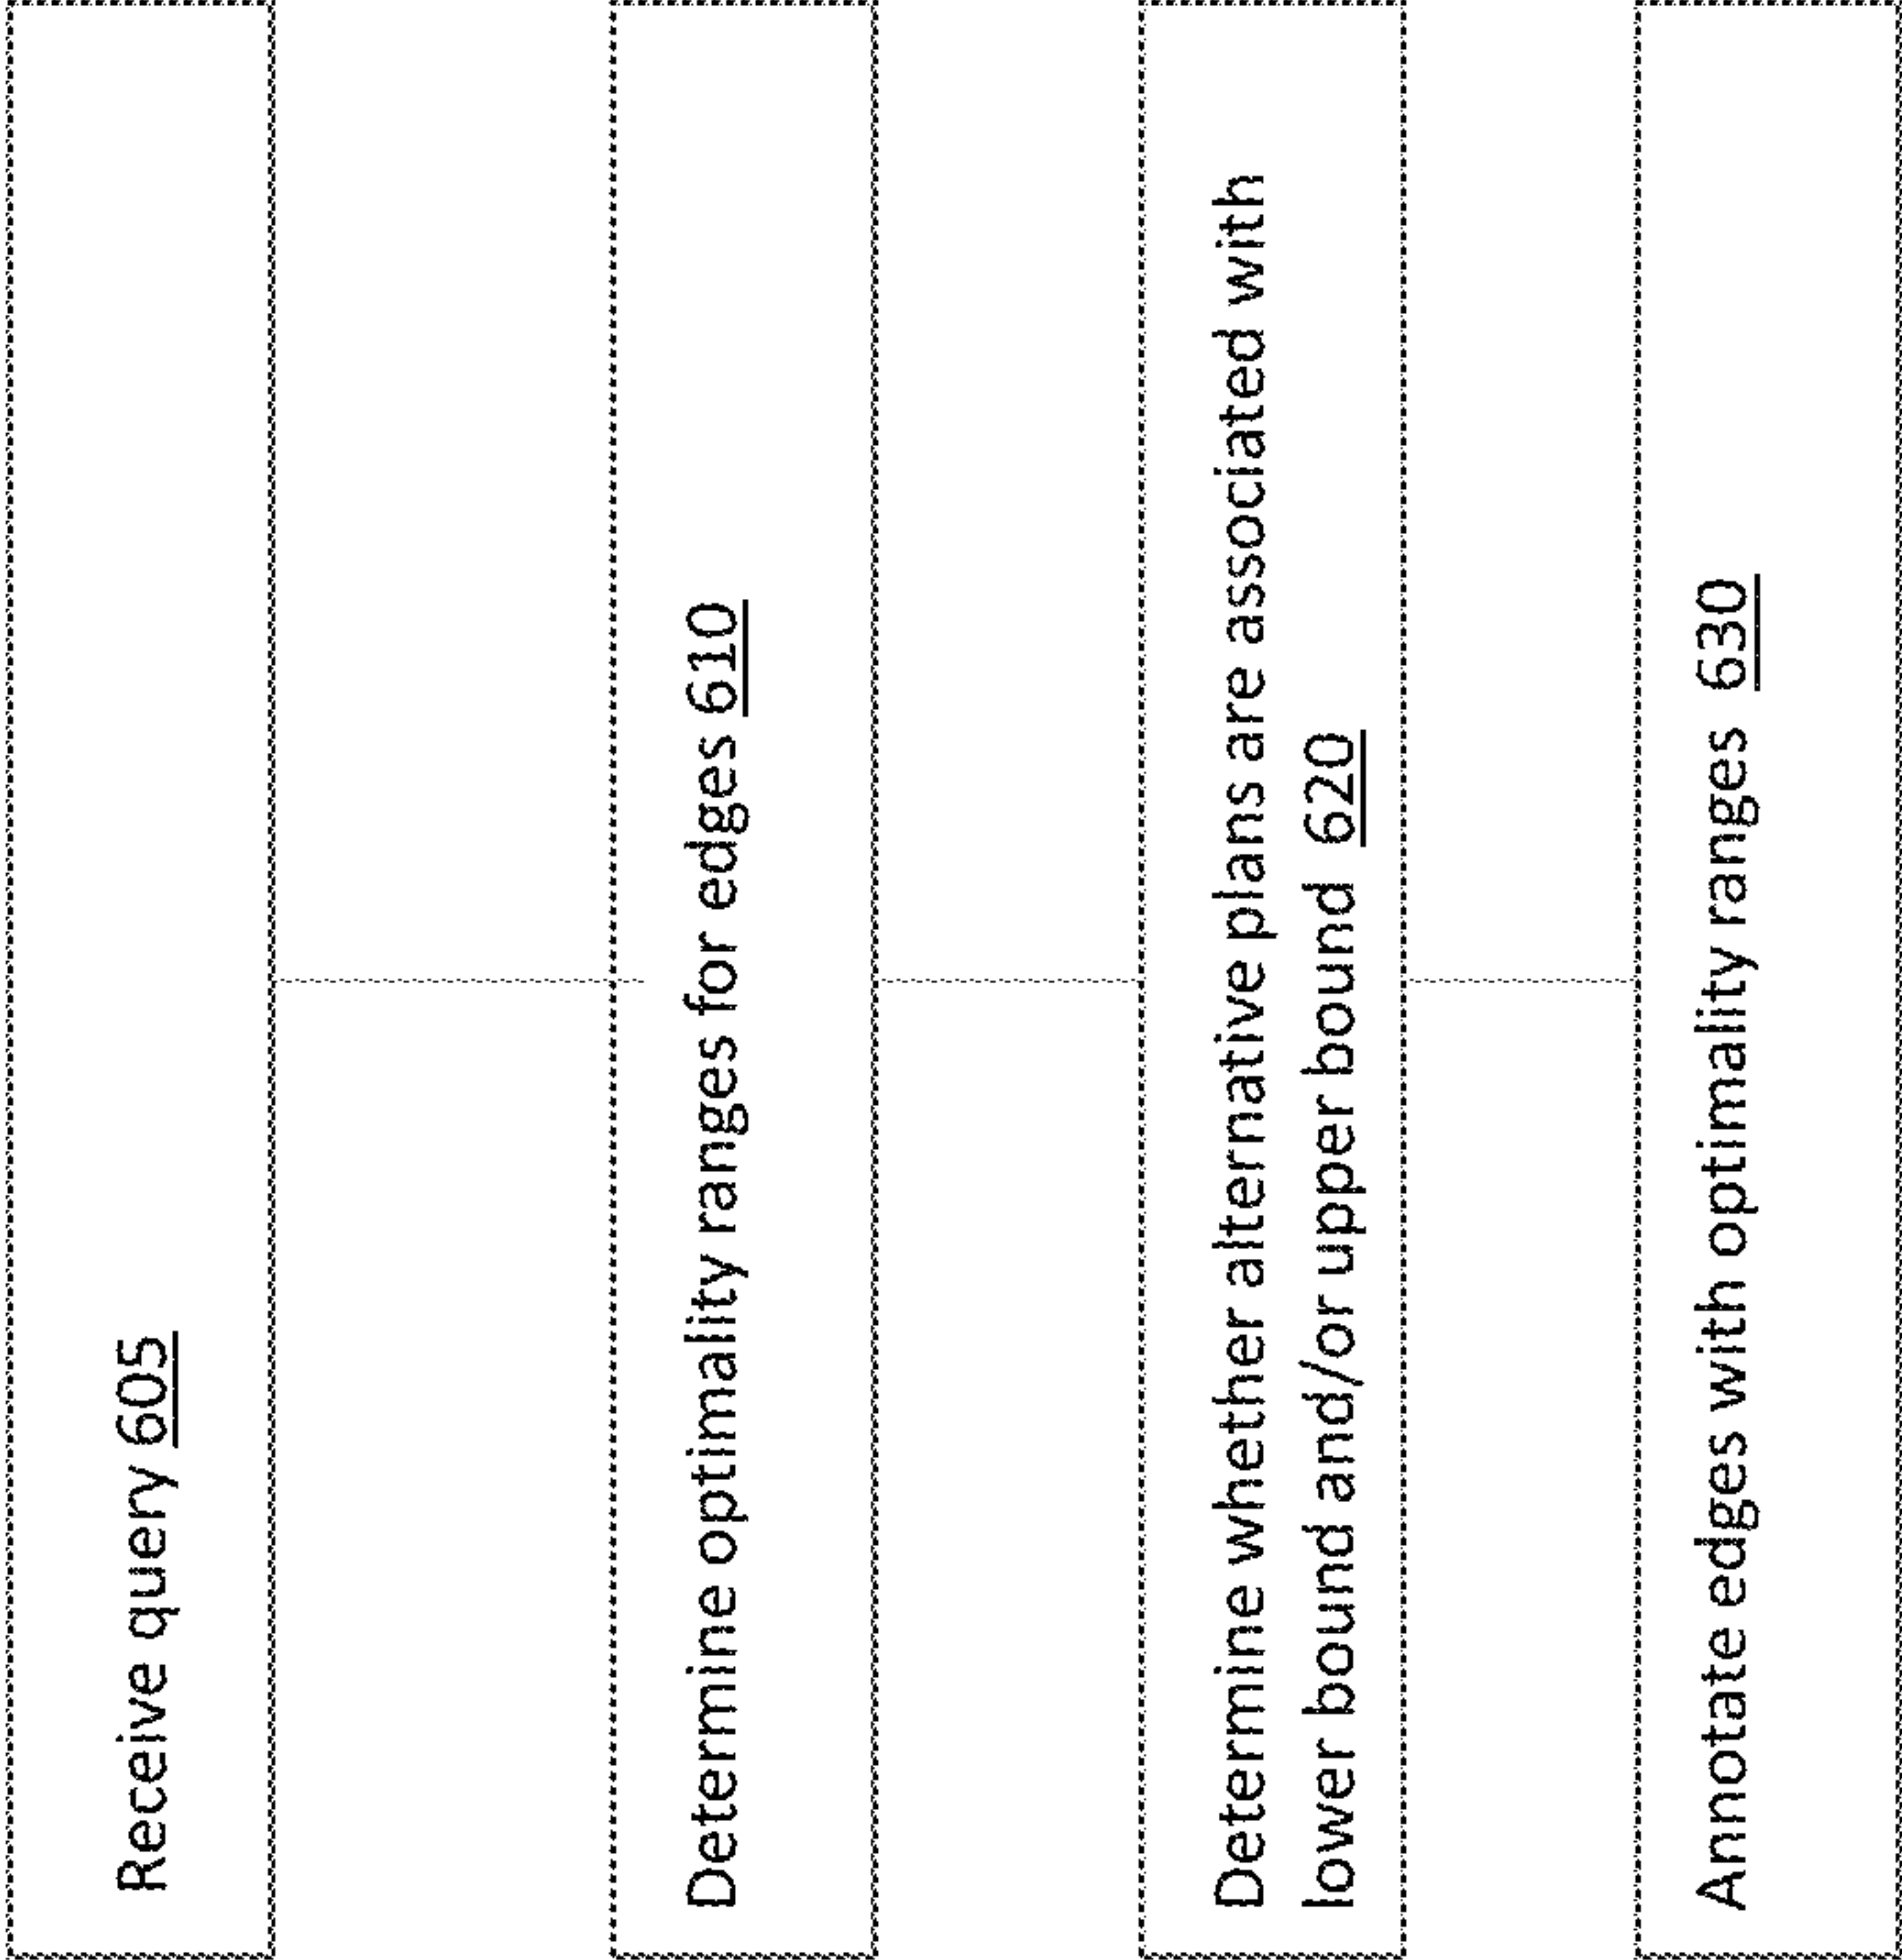 Receive query 605
Determine optimality ranges for edges 610
Determine whether alternative plans are associated with
lower bound and/or upper bound 620
Annotate edges with optimality ranges 630